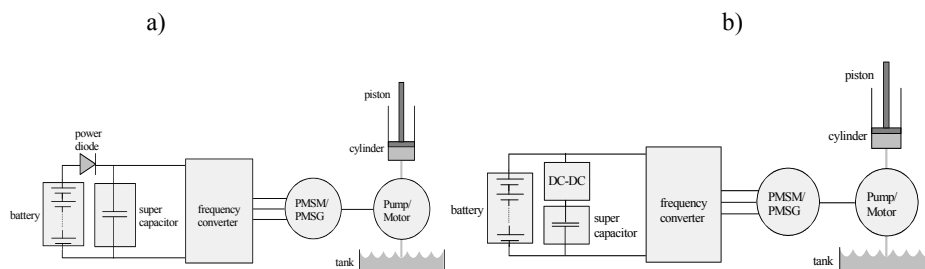 a)
piston
power
diode
cylinder
battery
super
capacitor
frequency
converter
PMSM/
PMSG
Pump/
Motor
tank
b)
piston
cylinder
DC-DC
battery
super
capacitor
frequency
converter
PMSM/
PMSG
Pump/
Motor
tank